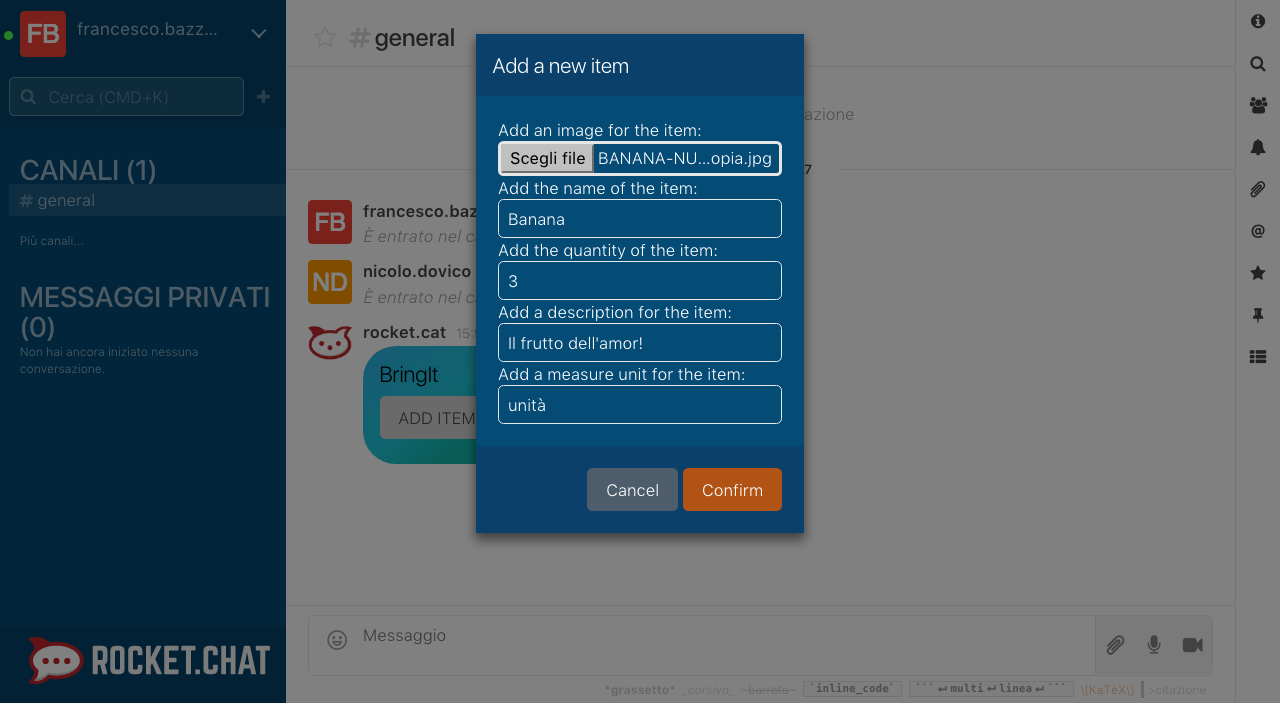 FB
francesco.bazz...
Cerca (CMD+K)
CANALI (1)
# general
Più canali...
MESSAGGI PRIVATI
(0)
Non hai ancora iniziato nessuna
conversazione.
ROCKET.CHAT
# general
azione
7
FB francesco.baz
È entrato nel c
ND nicolo.dovico
È entrato nel c
rocket.cat
BringIt
ADD ITEM
Add a new item
Add an image for the item:
Scegli file BANANA-NU...opia.jpg
Add the name of the item:
Banana
Add the quantity of the item:
3
Add a description for the item:
Il frutto dell'amor!
Add a measure unit for the item:
unità
Cancel Confirm
Messaggio
*grassetto* _corsivo_ ~barrato~ `inline_code` ```↵multi↵linea↵``` \[KaTeX\] >citazione